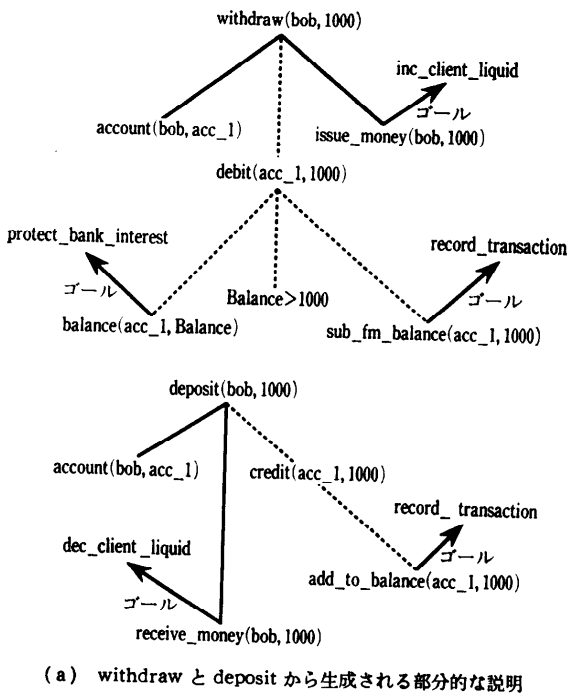 withdraw(bob, 1000)
inc_client_liquid
ゴール
account(bob, acc_1)
issue_money(bob, 1000)
debit(acc_1, 1000)
protect_bank_interest
record_transaction
ゴール
Balance>1000
ゴール
balance(acc_1, Balance)
sub_fm_balance(acc_1, 1000)
deposit(bob, 1000)
account(bob, acc_1)
credit(acc_1, 1000)
record_ transaction
dec_client_liquid
ゴール
add_to_balance(acc_1, 1000)
ゴール
receive_money(bob, 1000)
(a) withdraw と deposit から生成される部分的な説明